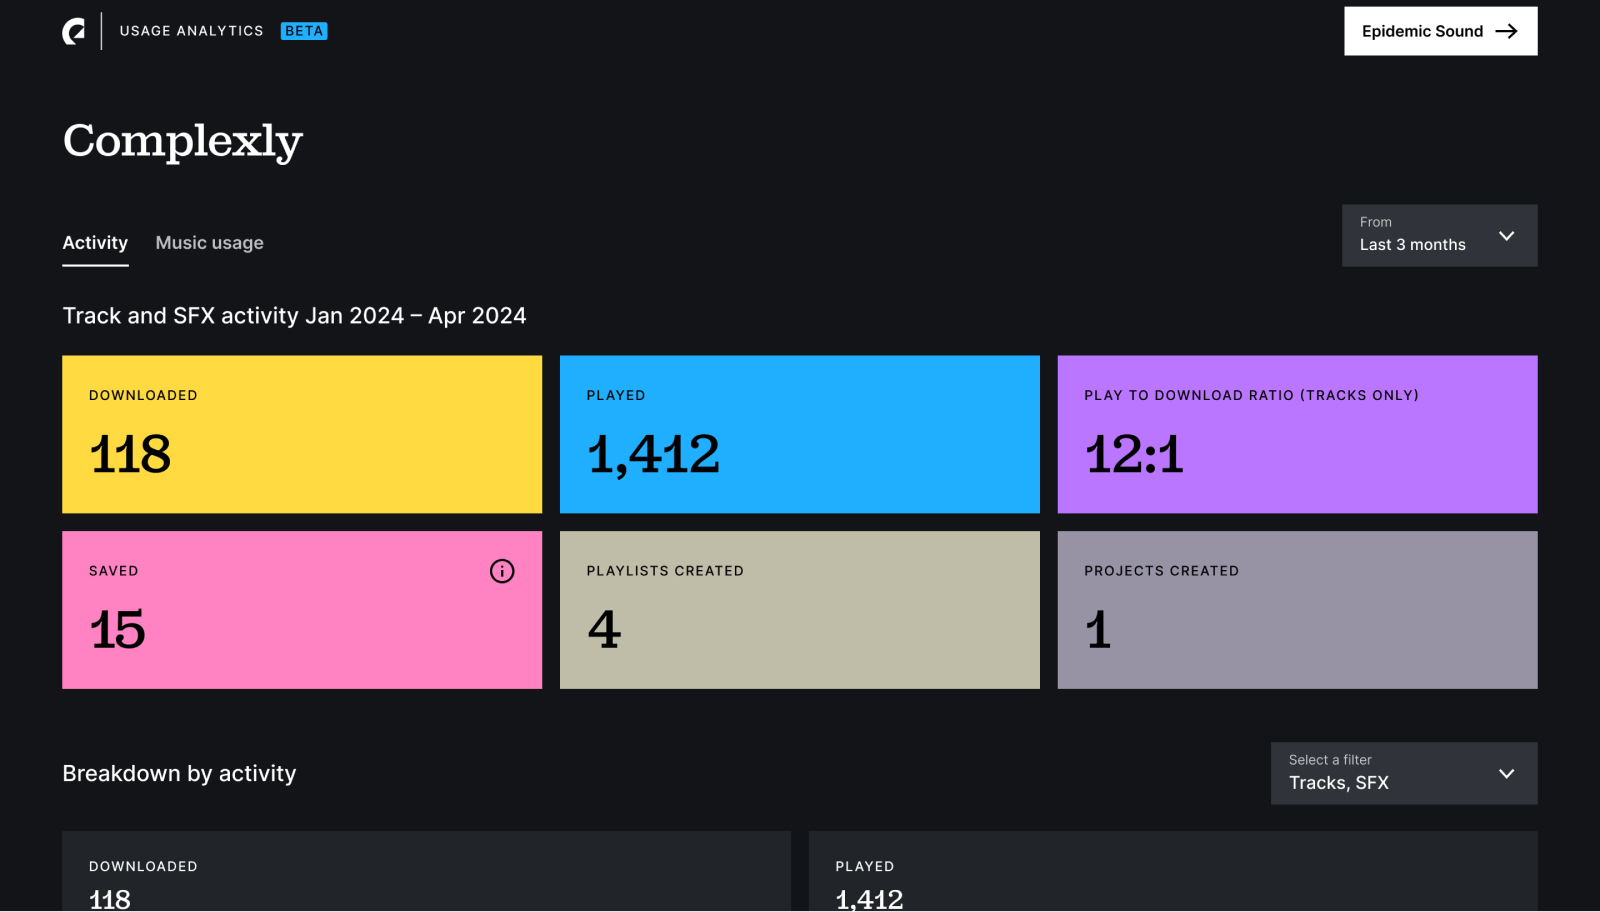 USAGE ANALYTICS BETA
Epidemic Sound
Complexly
Activity
Music usage
From
Last 3 months
Track and SFX activity Jan 2024 – Apr 2024
DOWNLOADED
118
PLAYED
1,412
PLAY TO DOWNLOAD RATIO (TRACKS ONLY)
12:1
SAVED
15
PLAYLISTS CREATED
4
PROJECTS CREATED
1
Breakdown by activity
Select a filter
Tracks, SFX
DOWNLOADED
118
PLAYED
1,412